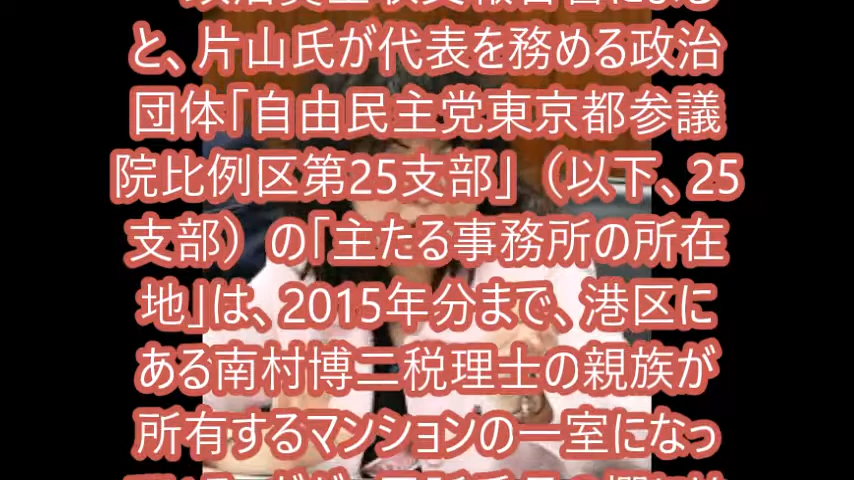 と、片山氏が代表を務める政治
団体「自由民主党東京都参議
院比例区第25支部」（以下、25
支部）の「主たる事務所の所在
地」は、2015年分まで、港区に
ある南村博二税理士の親族が
所有するマンションの一室になっ